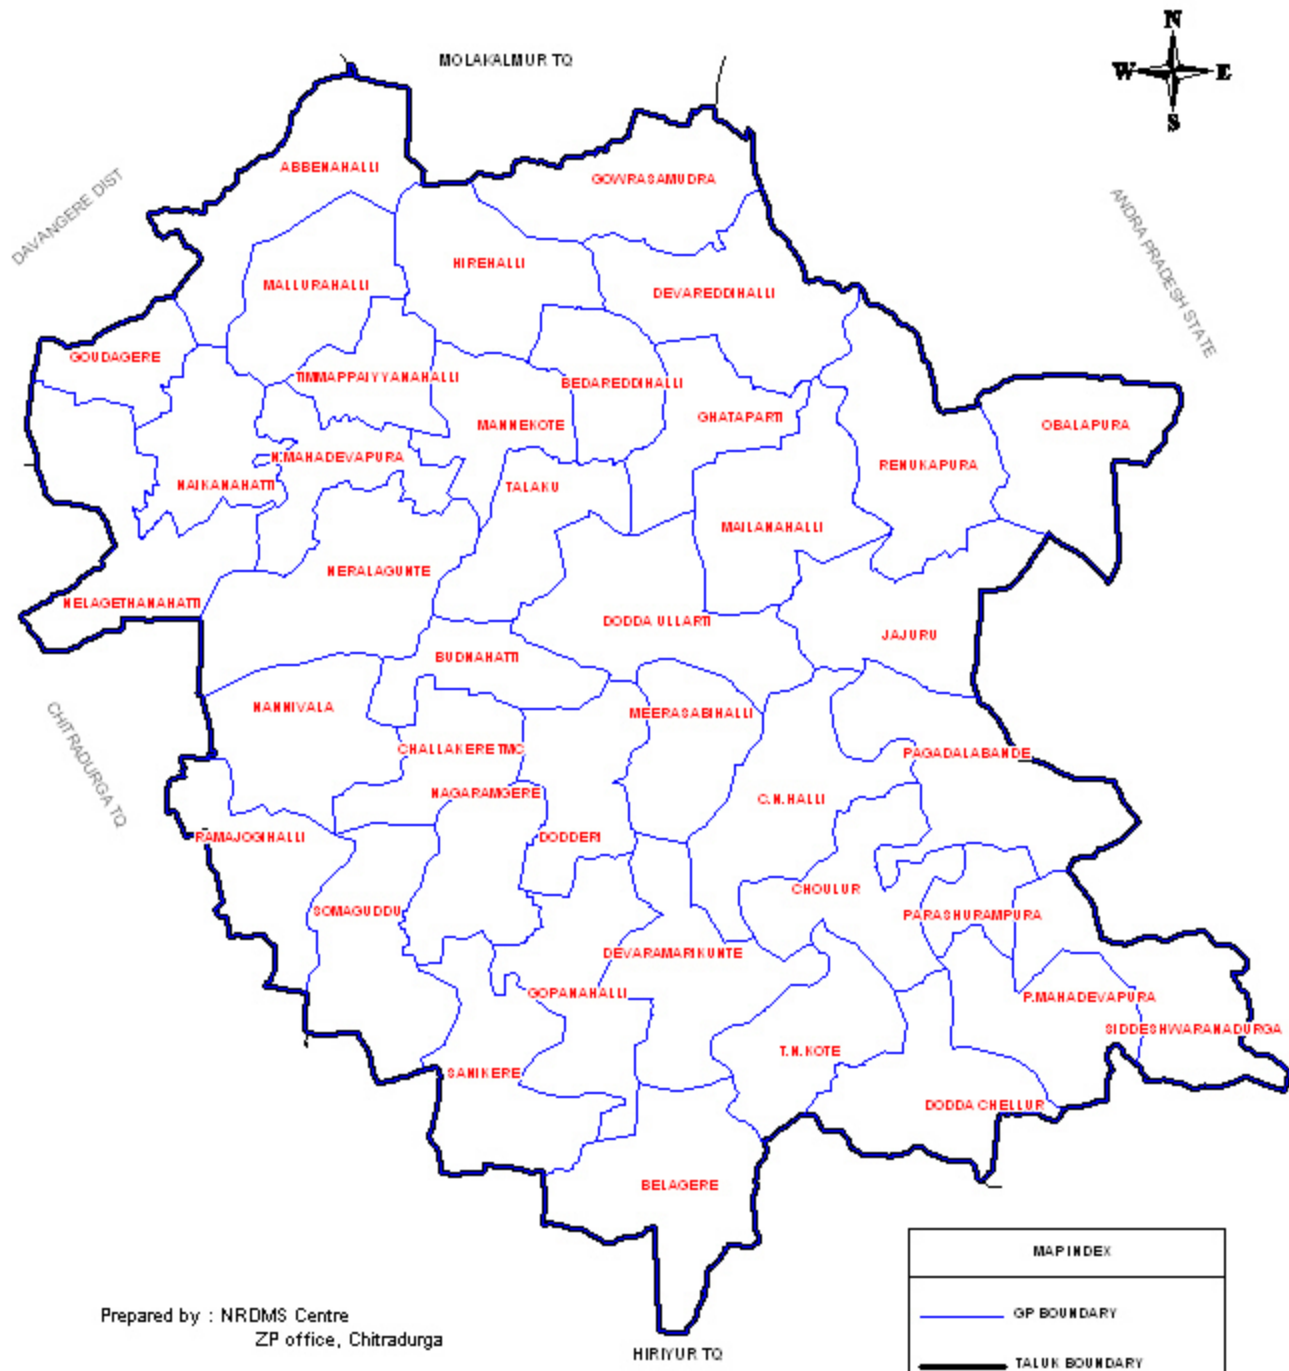 N
MOLAKALMUR TQ
W E
S
ABBENAHALLI
GOWRASAMUDRA
DAVANGERE DIST
ANDRA PRADESH STATE
HIREHALLI
MALLURAHALLI
DEVAREDDIHALLI
GOUDAGERE
TIMMAPPAIYYANAHALLI
BEDAREDDIHALLI
GHATAPARTI
MANNEKOTE
OBALAPURA
N.MAHADEVAPURA
RENUKAPURA
NAIKANAHATTI
TALAKU
MAILANAHALLI
NERALAGUNTE
NELAGETHANAHATTI
DODDA ULLARTI
JAJURU
BUDNAHATTI
NANNIVALA
MEERASABIHALLI
CHITRADURGA TQ
CHALLAKERE TMC
PAGADALABANDE
NAGARAMGERE
C.N.HALLI
RAMAJOGIHALLI
DODDERI
CHOULUR
SOMAGUDDU
PARASHURAMPURA
DEVARAMARIKUNTE
GOPANAHALLI
P.MAHADEVAPURA
SIDDESHWARANADURGA
T.N.KOTE
SANIKERE
DODDA CHELLUR
BELAGERE
MAP INDEX
GP BOUNDARY
TALUK BOUNDARY
Prepared by : NRDMS Centre
ZP office, Chitradurga
HIRIYUR TQ